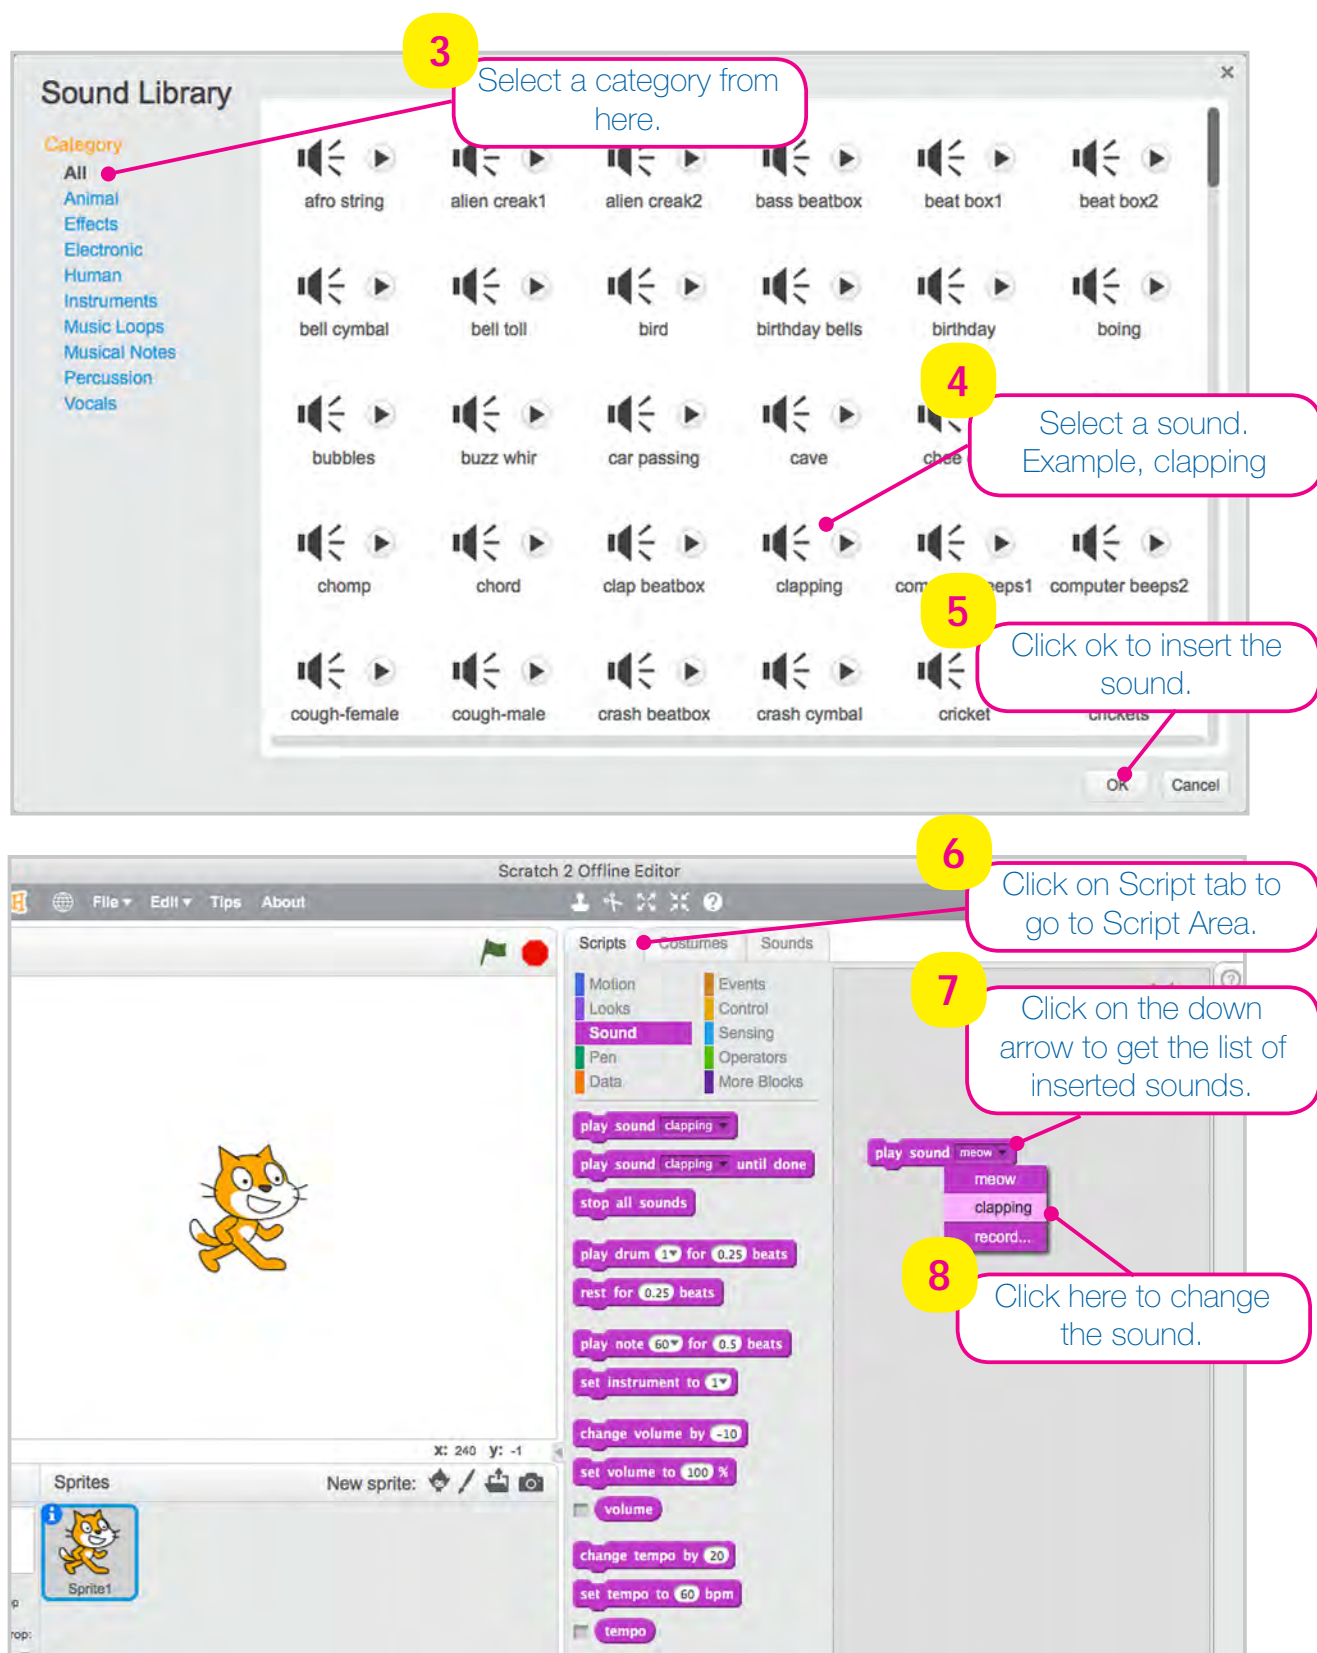 3
Select a category from
here.
Sound Library
×
Category
All
Animal
Effects
Electronic
Human
Instruments
Music Loops
Musical Notes
Percussion
Vocals
afro string alien creak1 alien creak2 bass beatbox beat box1 beat box2
bell cymbal bell toll bird birthday bells birthday boing
4
Select a sound.
Example, clapping
bubbles buzz whir car passing cave chee
chomp chord clap beatbox clapping com eeps1 computer beeps2
5
Click ok to insert the
sound.
cough-female cough-male crash beatbox crash cymbal cricket crickets
OK Cancel
6
Click on Script tab to
go to Script Area.
Scratch 2 Offline Editor
File Edit Tips About
Scripts Costumes Sounds
Motion Events
Looks Control
Sound Sensing
Pen Operators
Data More Blocks
7
Click on the down
arrow to get the list of
inserted sounds.
play sound clapping
play sound clapping until done
stop all sounds
play drum 1 for 0.25 beats
rest for 0.25 beats
play note 60 for 0.5 beats
set instrument to 1
change volume by -10
set volume to 100 %
volume
change tempo by 20
set tempo to 60 bpm
tempo
play sound meow
meow
clapping
record...
8
Click here to change
the sound.
x: 240 y: -1
Sprites New sprite:
Sprite1
p
rop: